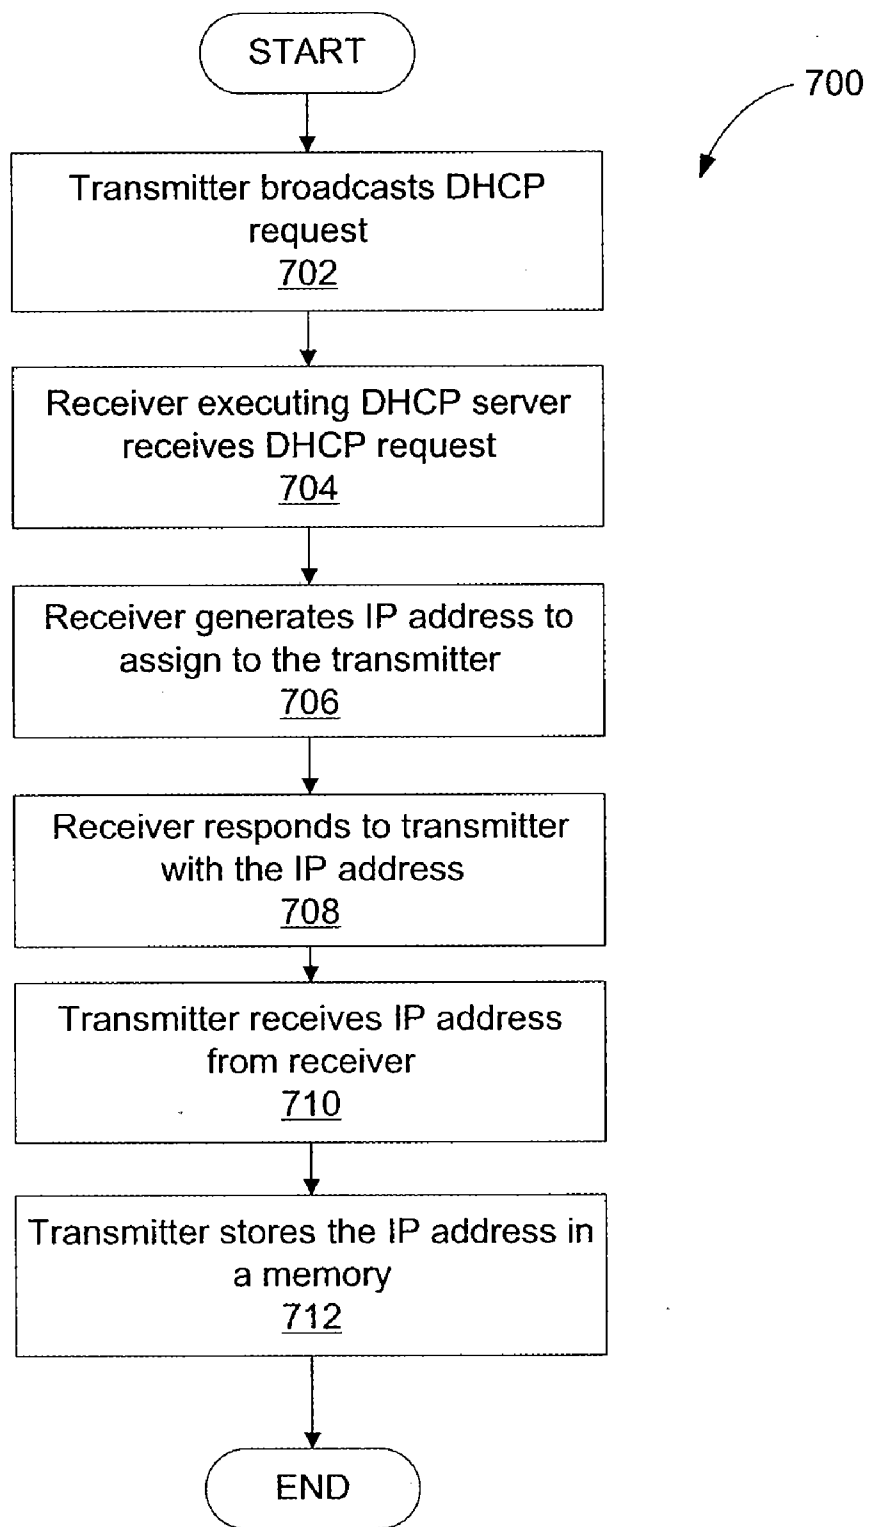 START
700
Transmitter broadcasts DHCP
request
702
Receiver executing DHCP server
receives DHCP request
704
Receiver generates IP address to
assign to the transmitter
706
Receiver responds to transmitter
with the IP address
708
Transmitter receives IP address
from receiver
710
Transmitter stores the IP address in
a memory
712
END